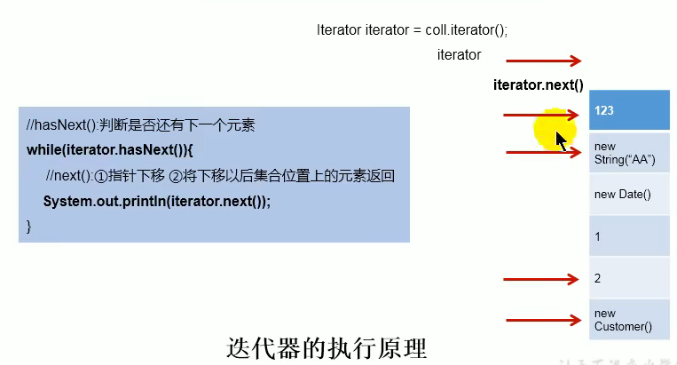 Iterator iterator = coll.iterator();
iterator
iterator.next()
//hasNext():判断是否还有下一个元素
while(iterator.hasNext()){
//next():①指针下移 ②将下移以后集合位置上的元素返回
System.out.println(iterator.next());
}
123
new
String("AA")
new Date()
1
2
new
Customer()
迭代器的执行原理